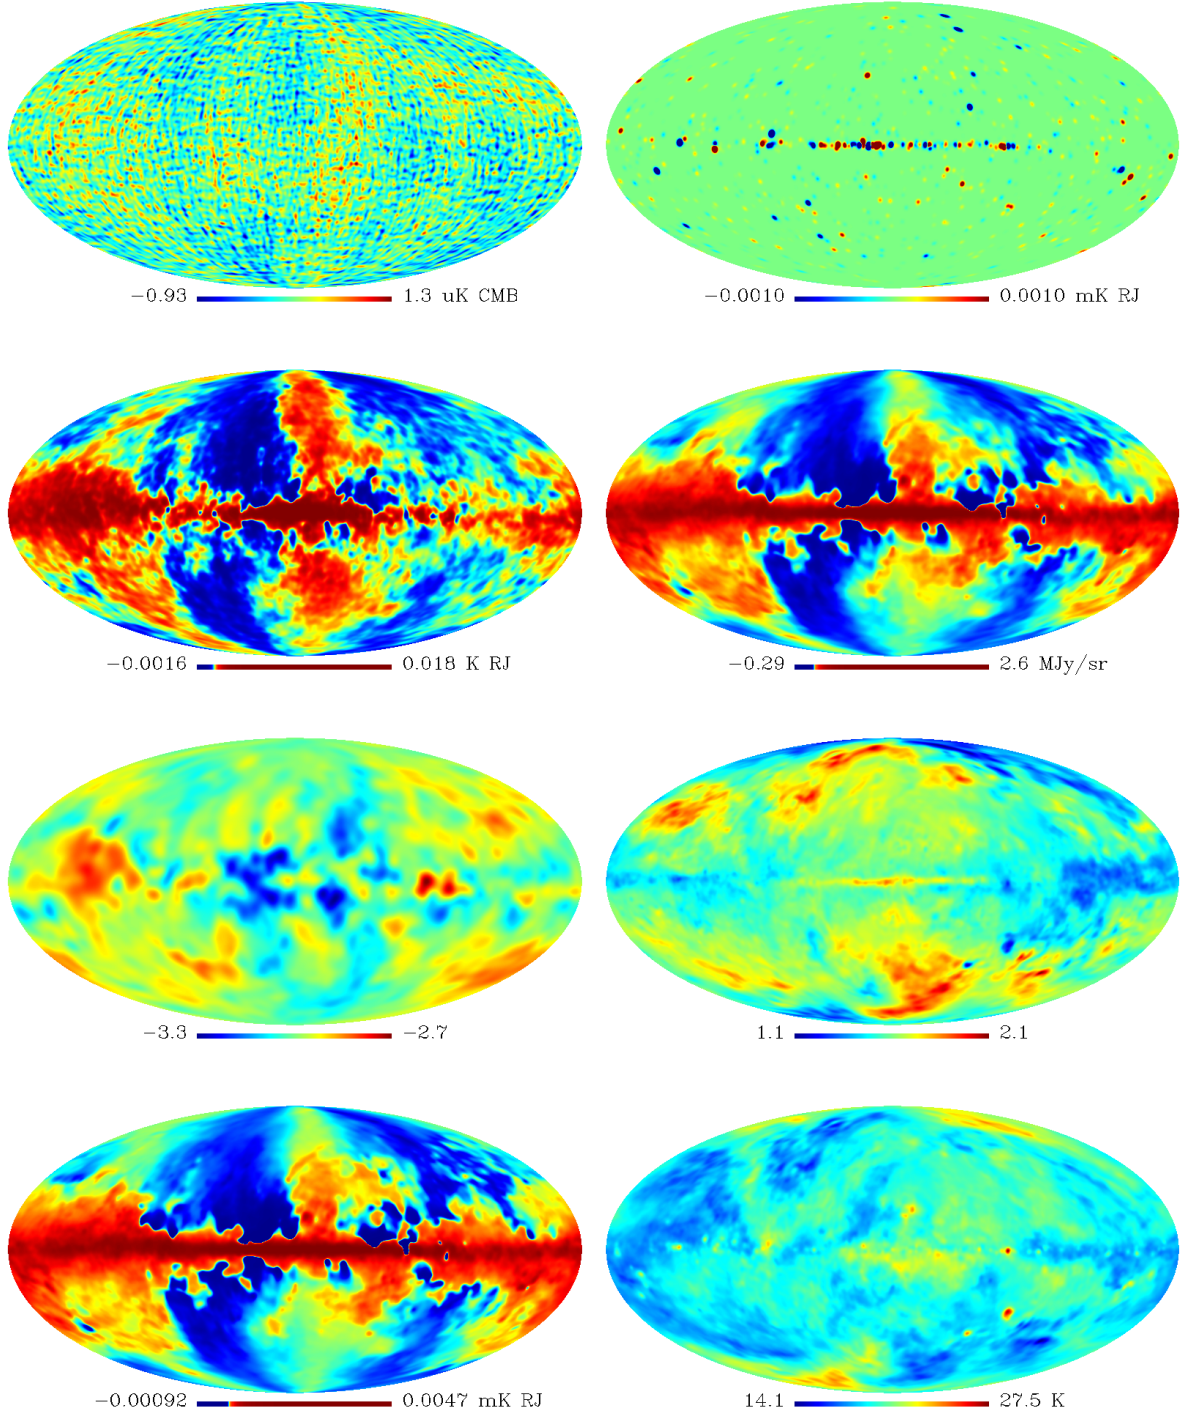 −0.93 1.3 uK CMB
−0.0010 0.0010 mK RJ
−0.0016 0.018 K RJ
−0.29 2.6 MJy/sr
−3.3 −2.7
1.1 2.1
−0.00092 0.0047 mK RJ
14.1 27.5 K